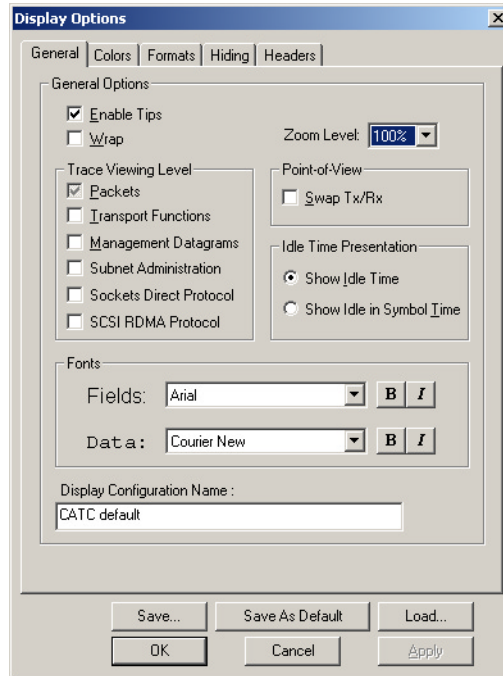 Display Options
General Colors Formats Hiding Headers
General Options
Enable Tips
Wrap
Zoom Level: 100%
Trace Viewing Level
Packets
Transport Functions
Management Datagrams
Subnet Administration
Sockets Direct Protocol
SCSI RDMA Protocol
Point-of-View
Swap Tx/Rx
Idle Time Presentation
Show Idle Time
Show Idle in Symbol Time
Fonts
Fields: Arial B I
Data: Courier New B I
Display Configuration Name :
CATC default
Save... Save As Default Load...
OK Cancel Apply